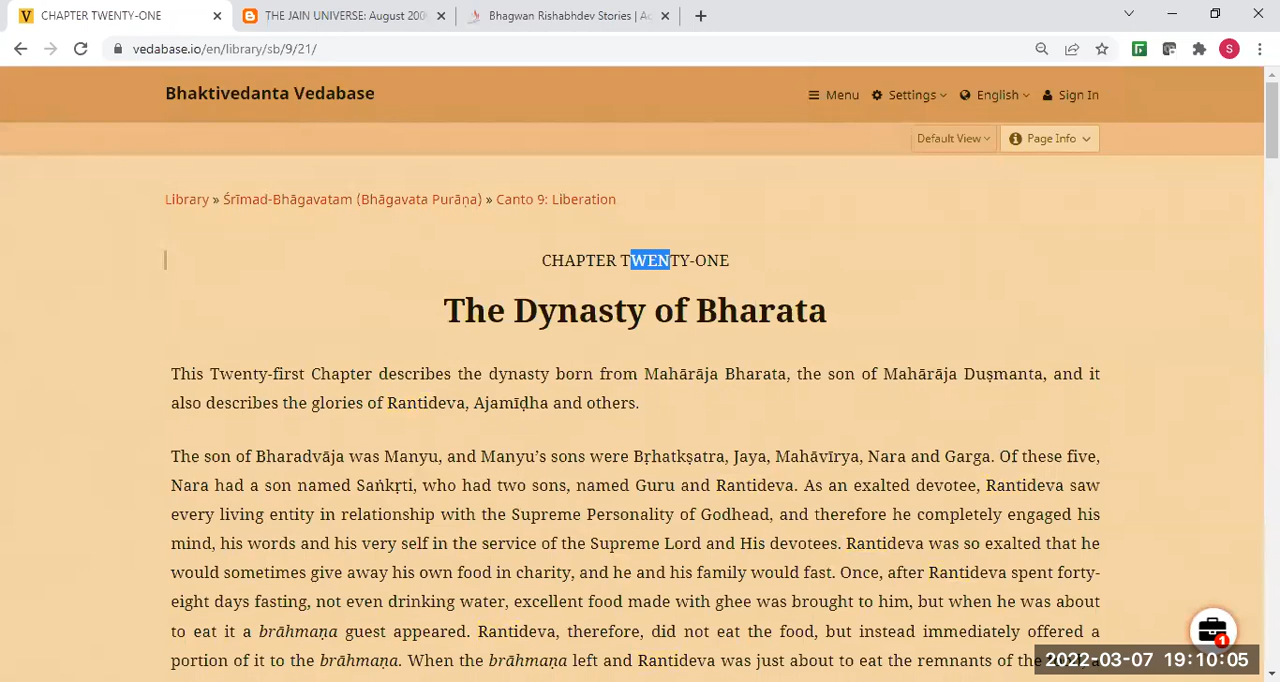 CHAPTER TWENTY-ONE
THE JAIN UNIVERSE: August 200
Bhagwan Rishabhdev Stories | A
vedabase.io/en/library/sb/9/21/
S
Bhaktivedanta Vedabase
Menu Settings English Sign In
Default View Page Info
Library » Śrīmad-Bhāgavatam (Bhāgavata Purāṇa) » Canto 9: Liberation
CHAPTER TWENTY-ONE
The Dynasty of Bharata
This Twenty-first Chapter describes the dynasty born from Mahārāja Bharata, the son of Mahārāja Duṣmanta, and it
also describes the glories of Rantideva, Ajamīḍha and others.
The son of Bharadvāja was Manyu, and Manyu’s sons were Bṛhatkṣatra, Jaya, Mahāvīrya, Nara and Garga. Of these five,
Nara had a son named Saṅkṛti, who had two sons, named Guru and Rantideva. As an exalted devotee, Rantideva saw
every living entity in relationship with the Supreme Personality of Godhead, and therefore he completely engaged his
mind, his words and his very self in the service of the Supreme Lord and His devotees. Rantideva was so exalted that he
would sometimes give away his own food in charity, and he and his family would fast. Once, after Rantideva spent forty-
eight days fasting, not even drinking water, excellent food made with ghee was brought to him, but when he was about
to eat it a brāhmaṇa guest appeared. Rantideva, therefore, did not eat the food, but instead immediately offered a
portion of it to the brāhmaṇa. When the brāhmaṇa left and Rantideva was just about to eat the remnants of the
1
2022-03-07 19:10:05